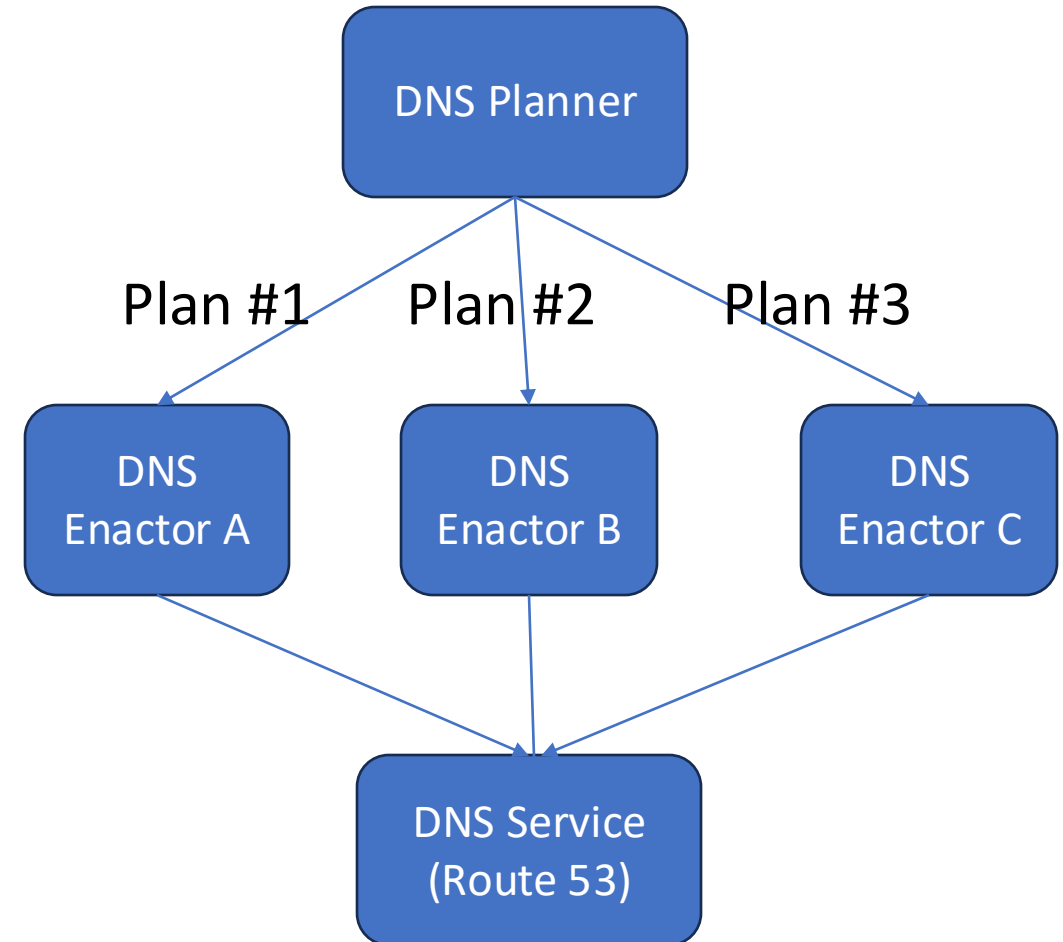 DNS Planner
Plan #1
Plan #2
Plan #3
DNS
Enactor A
DNS
Enactor B
DNS
Enactor C
DNS Service
(Route 53)